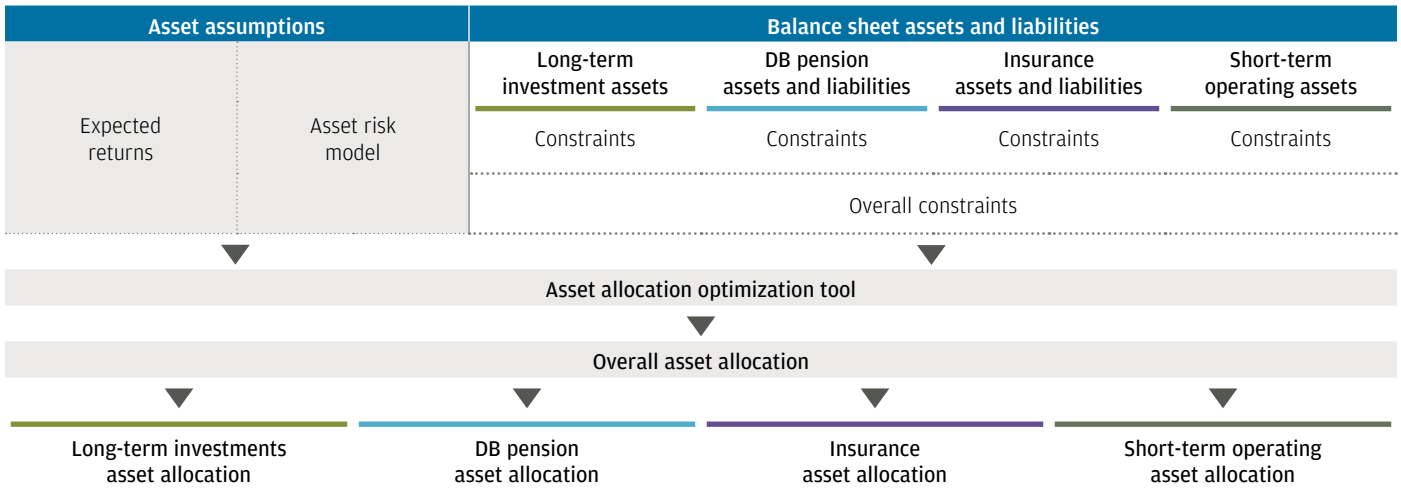 Asset assumptions
Balance sheet assets and liabilities
Expected
returns
Asset risk
model
Long-term
investment assets
DB pension
assets and liabilities
Insurance
assets and liabilities
Short-term
operating assets
Constraints
Constraints
Constraints
Constraints
Overall constraints
Asset allocation optimization tool
Overall asset allocation
Long-term investments
asset allocation
DB pension
asset allocation
Insurance
asset allocation
Short-term operating
asset allocation